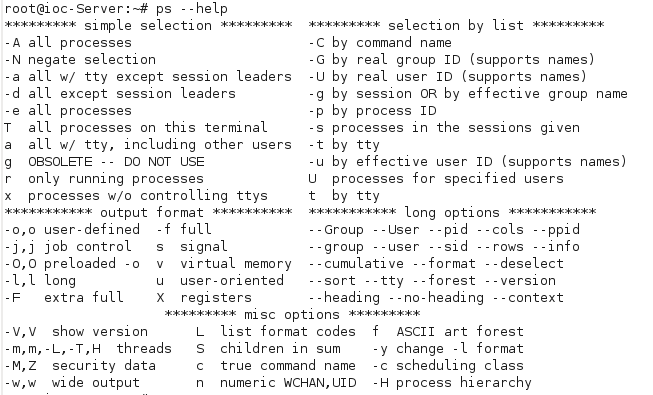 root@ioc-Server:~# ps --help
********* simple selection *********  ********* selection by list *********
-A all processes                      -C by command name
-N negate selection                   -G by real group ID (supports names)
-a all w/ tty except session leaders  -U by real user ID (supports names)
-d all except session leaders         -g by session OR by effective group name
-e all processes                      -p by process ID
T  all processes on this terminal     -s processes in the sessions given
a  all w/ tty, including other users  -t by tty
g  OBSOLETE -- DO NOT USE             -u by effective user ID (supports names)
r  only running processes             U  processes for specified users
x  processes w/o controlling ttys     t  by tty
*********** output format **********  *********** long options ***********
-o,o user-defined  -f full            --Group --User --pid --cols --ppid
-j,j job control   s  signal          --group --user --sid --rows --info
-O,O preloaded -o  v  virtual memory  --cumulative --format --deselect
-l,l long          u  user-oriented   --sort --tty --forest --version
-F   extra full    X  registers       --heading --no-heading --context
                    ********* misc options *********
-V,V  show version      L  list format codes  f  ASCII art forest
-m,m,-L,-T,H  threads   S  children in sum    -y change -l format
-M,Z  security data     c  true command name  -c scheduling class
-w,w  wide output       n  numeric WCHAN,UID  -H process hierarchy